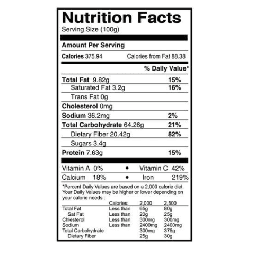 Nutrition Facts
Serving Size (100g)
Amount Per Serving
Calories 375.94 Calories from Fat 88.38
% Daily Value*
Total Fat 9.82g 15%
Saturated Fat 3.2g 16%
Trans Fat 0g
Cholesterol 0mg
Sodium 38.2mg 2%
Total Carbohydrate 64.26g 21%
Dietary Fiber 20.42g 82%
Sugars 3.4g
Protein 7.63g 15%
Vitamin A 0% • Vitamin C 42%
Calcium 18% • Iron 219%
*Percent Daily Values are based on a 2,000 calorie diet.
Your Daily Values may be higher or lower depending on
your calorie needs:
Calories: 2,000 2,500
Total Fat Less than 65g 80g
Sat Fat Less than 20g 25g
Cholesterol Less than 300mg 300mg
Sodium Less than 2400mg 2400mg
Total Carbohydrate 300mg 375g
Dietary Fiber 25g 30g